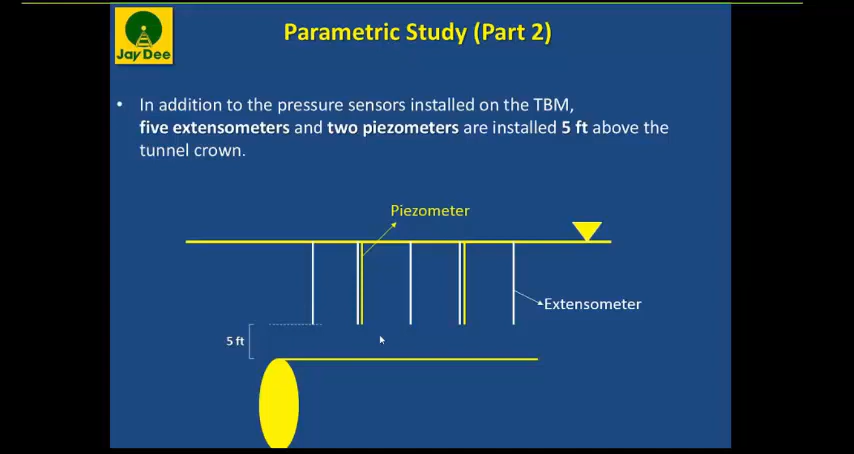 Jay Dee
Parametric Study (Part 2)
• In addition to the pressure sensors installed on the TBM,
five extensometers and two piezometers are installed 5 ft above the
tunnel crown.
Piezometer
Extensometer
5 ft